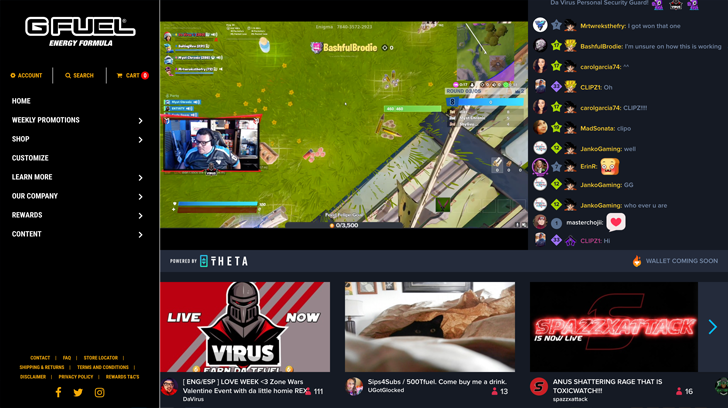 G FUEL®
ENERGY FORMULA
ACCOUNT
SEARCH
CART 0
HOME
WEEKLY PROMOTIONS
SHOP
CUSTOMIZE
LEARN MORE
OUR COMPANY
REWARDS
CONTENT
CONTACT | FAQ | STORE LOCATOR |
SHIPPING & RETURNS | TERMS AND CONDITIONS |
DISCLAIMER | PRIVACY POLICY | REWARDS T&C'S
BashfulBrodie
0/3,500
Da Virus Personal Security Guard!
Mrtwreksthefry: I got won that one
BashfulBrodie: I'm unsure on how this is working
carolgarcia74: ^^
CLIPZ1: Oh
carolgarcia74: CLIPZ!!!
MadSonata: clipo
JankoGaming: well
ErinR:
JankoGaming: GG
JankoGaming: who ever u are
masterchoji:
CLIPZ1: Hi
POWERED BY THETA
WALLET COMING SOON
LIVE NOW
VIRUS
EARN DA TFUEL
SPAZZXATTACK
IS NOW LIVE
[ ENG/ESP ] LOVE WEEK <3 Zone Wars
Valentine Event with da little homie REX
DaVirus
111
Sips4Subs / 500Tfuel. Come buy me a drink.
UGotGlocked
13
ANUS SHATTERING RAGE THAT IS
TOXICWATCH!!!
spazzxattack
16